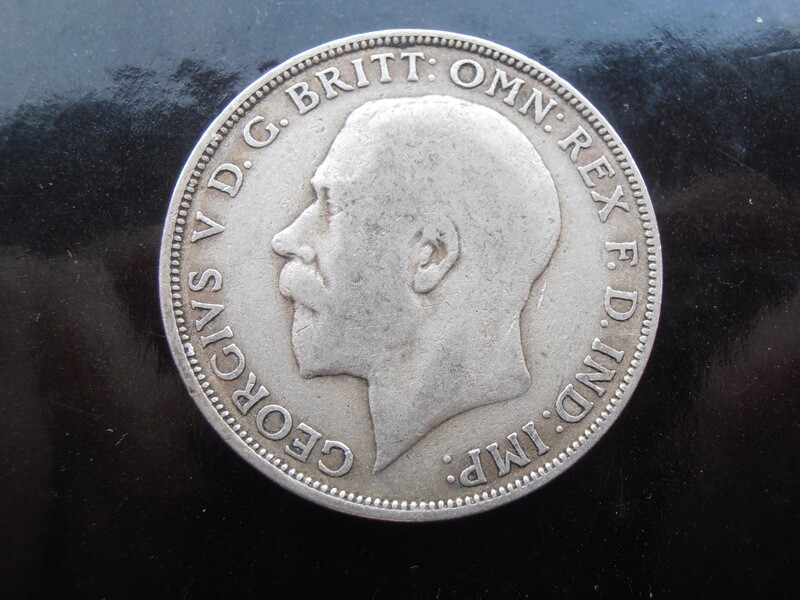 GEORGIVS V D.G. BRITT: OMN: REX F.D. IND: IMP: